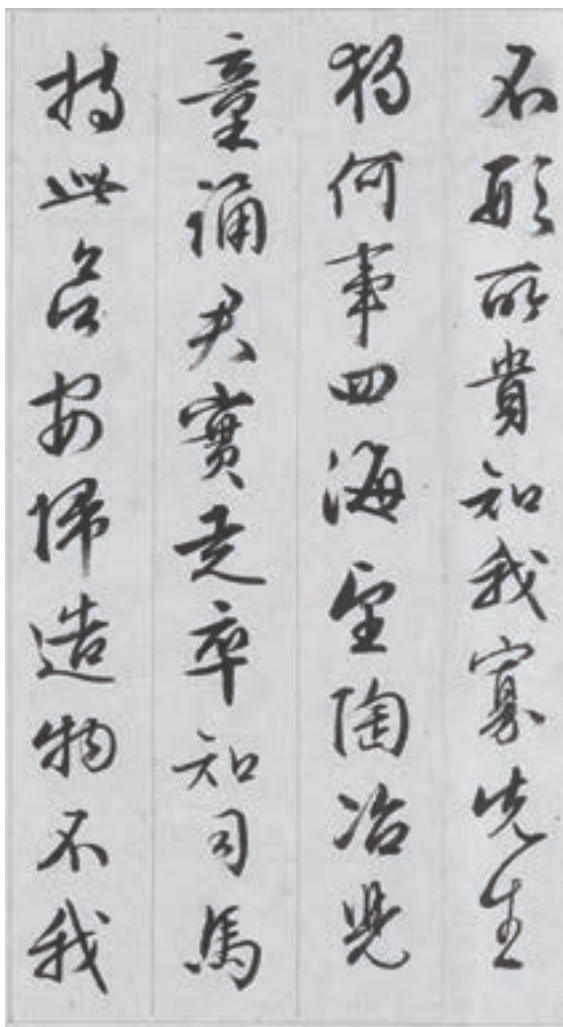 不形所貴知我寡先生
獨何事四海望陶冶兒
童誦君實走卒知司馬
持此欲安歸造物不我